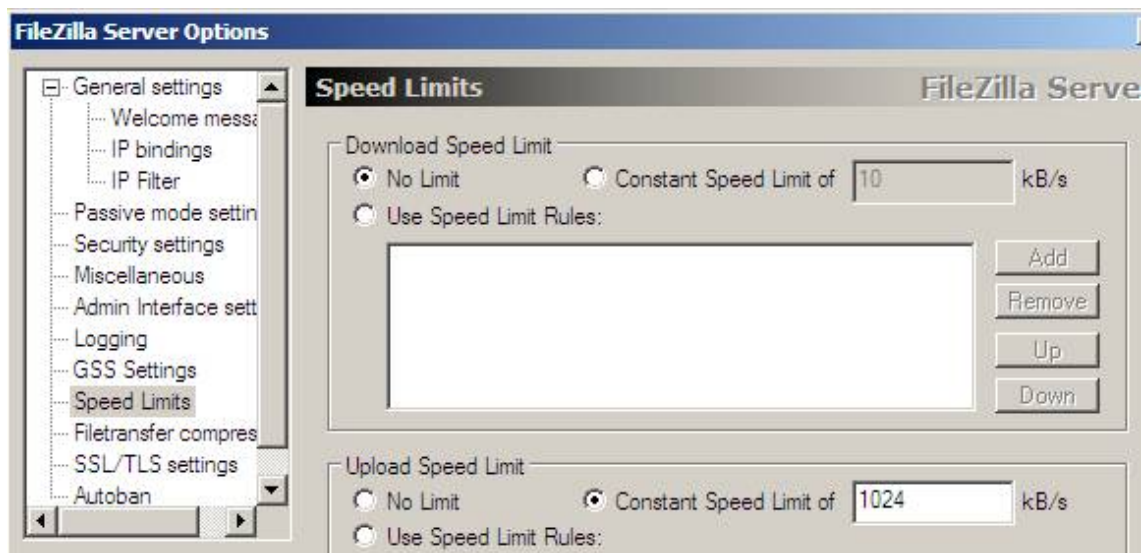 FileZilla Server Options
General settings
Welcome messa
IP bindings
IP Filter
Passive mode settin
Security settings
Miscellaneous
Admin Interface sett
Logging
GSS Settings
Speed Limits
Filetransfer compres
SSL/TLS settings
Autoban
Speed Limits FileZilla Serve
Download Speed Limit
No Limit Constant Speed Limit of 10 kB/s
Use Speed Limit Rules:
Add
Remove
Up
Down
Upload Speed Limit
No Limit Constant Speed Limit of 1024 kB/s
Use Speed Limit Rules: